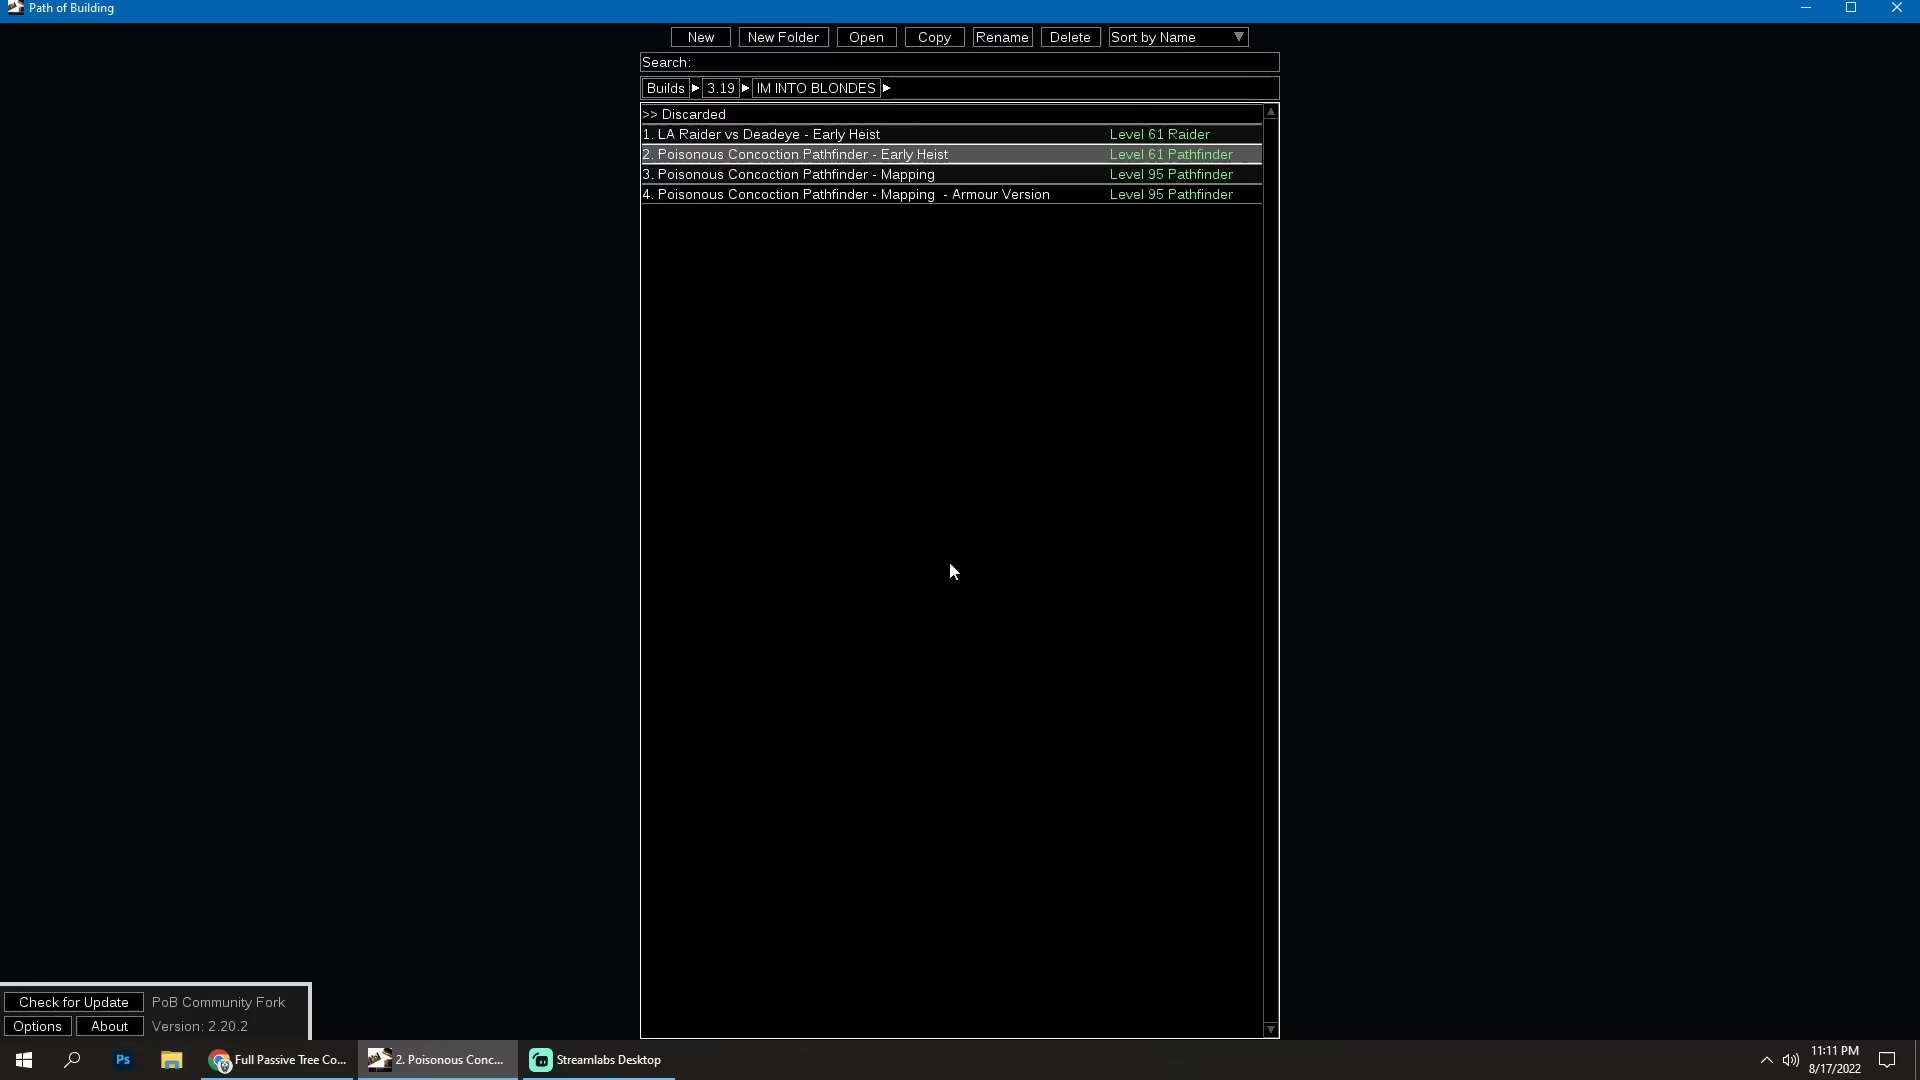 Path of Building
New New Folder Open Copy Rename Delete Sort by Name
Search:
Builds 3.19 IM INTO BLONDES
>> Discarded
1. LA Raider vs Deadeye - Early Heist Level 61 Raider
2. Poisonous Concoction Pathfinder - Early Heist Level 61 Pathfinder
3. Poisonous Concoction Pathfinder - Mapping Level 95 Pathfinder
4. Poisonous Concoction Pathfinder - Mapping - Armour Version Level 95 Pathfinder
Check for Update PoB Community Fork
Options About Version: 2.20.2
Ps Full Passive Tree Co... 2. Poisonous Conc... Streamlabs Desktop
11:11 PM
8/17/2022